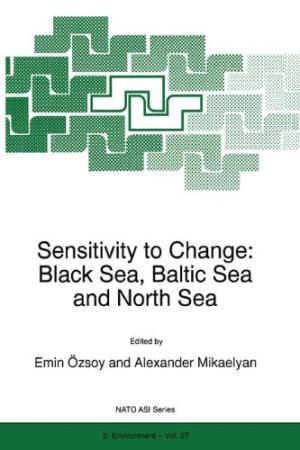 Sensitivity to Change:
Black Sea, Baltic Sea
and North Sea
Edited by
Emin Özsoy and Alexander Mikaelyan
NATO ASI Series
2. Environment – Vol. 27